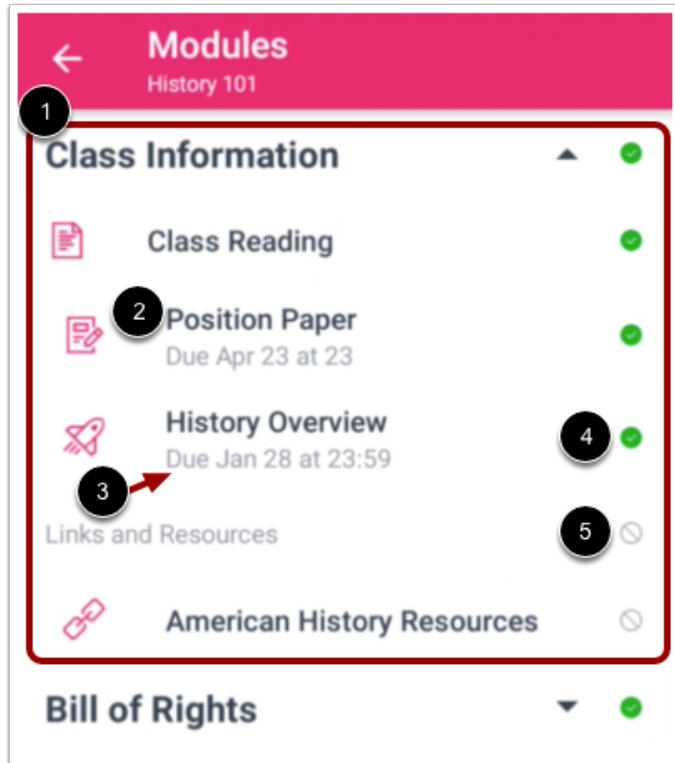 Modules
History 101
1
Class Information
Class Reading
2
Position Paper
Due Apr 23 at 23
History Overview
4
Due Jan 28 at 23:59
3
Links and Resources
5
American History Resources
Bill of Rights